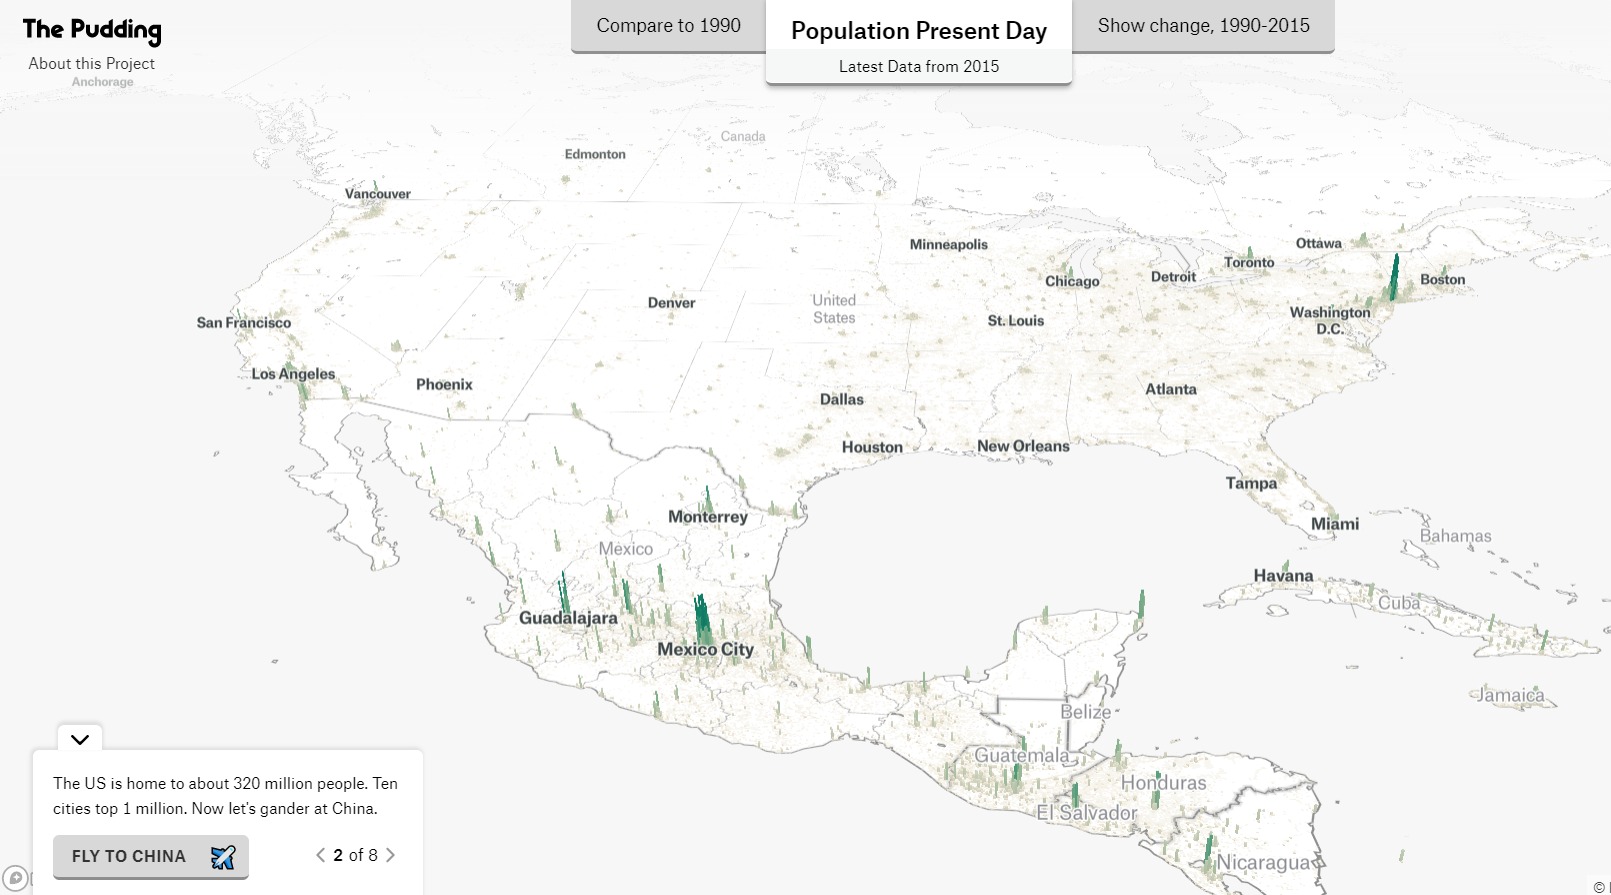 The Pudding
About this Project
Compare to 1990
Population Present Day
Latest Data from 2015
Show change, 1990-2015
Anchorage
Canada
Edmonton
Vancouver
Minneapolis
Ottawa
Toronto
Chicago
Detroit
Boston
Denver
United
States
San Francisco
St. Louis
Washington
D.C.
Los Angeles
Phoenix
Dallas
Atlanta
Houston
New Orleans
Tampa
Monterrey
Miami
Bahamas
Mexico
Havana
Cuba
Guadalajara
Mexico City
Jamaica
Belize
Guatemala
Honduras
El Salvador
Nicaragua
The US is home to about 320 million people. Ten
cities top 1 million. Now let's gander at China.
FLY TO CHINA
2 of 8
©